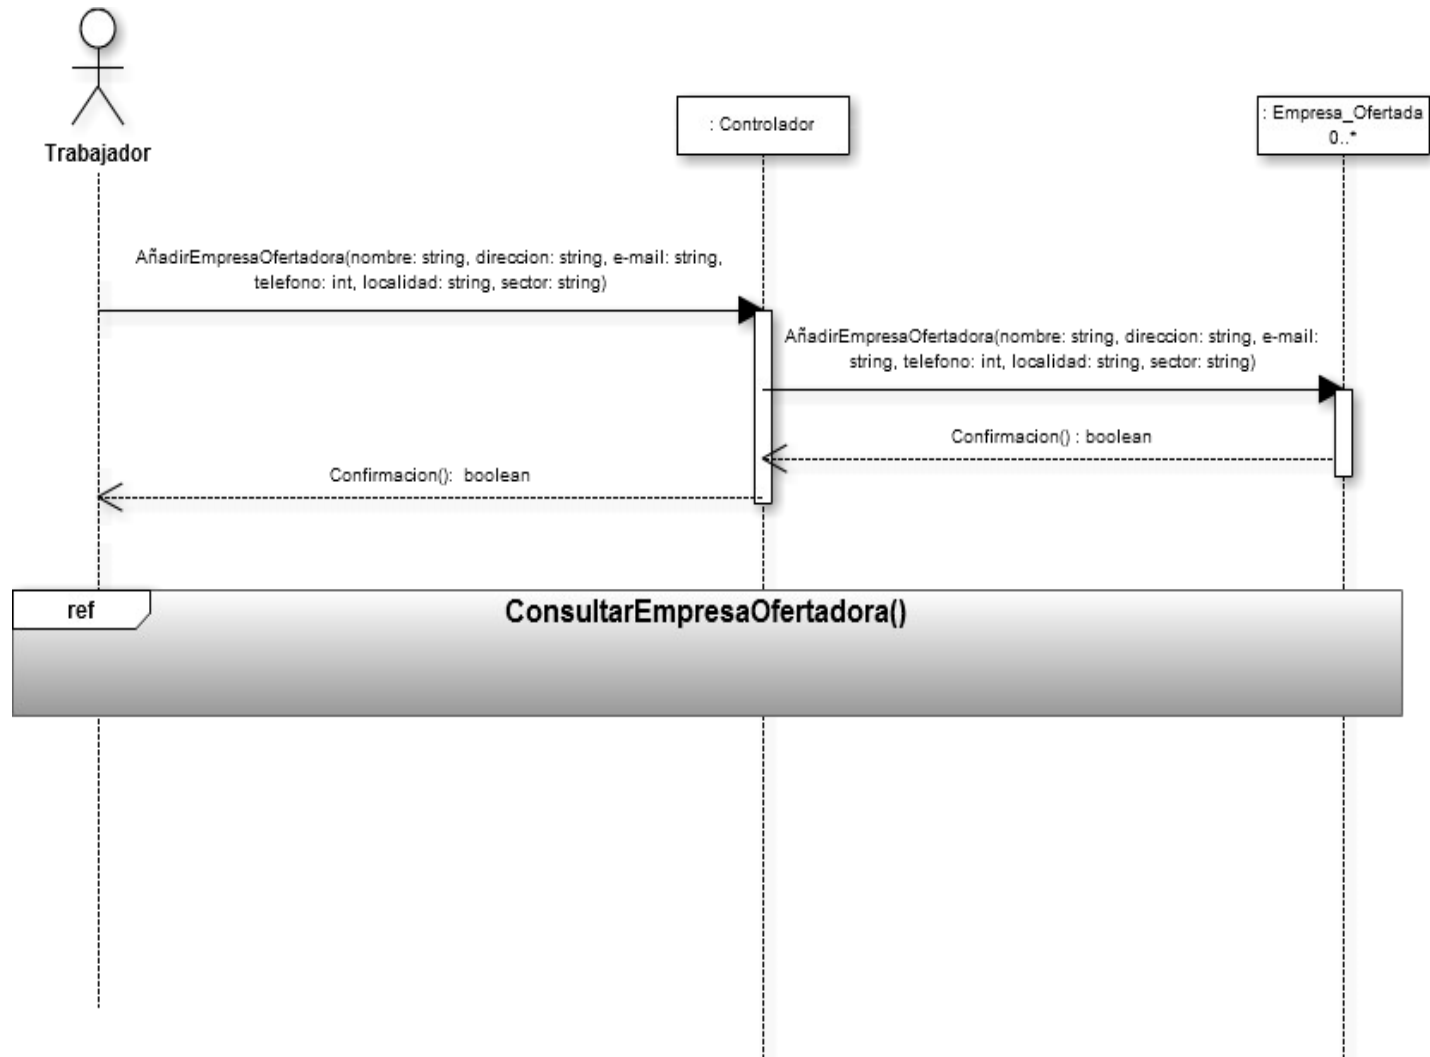 Trabajador
: Controlador
: Empresa_Ofertada
0..*
AñadirEmpresaOfertadora(nombre: string, direccion: string, e-mail: string,
telefono: int, localidad: string, sector: string)
AñadirEmpresaOfertadora(nombre: string, direccion: string, e-mail:
string, telefono: int, localidad: string, sector: string)
Confirmacion() : boolean
Confirmacion(): boolean
ref
ConsultarEmpresaOfertadora()